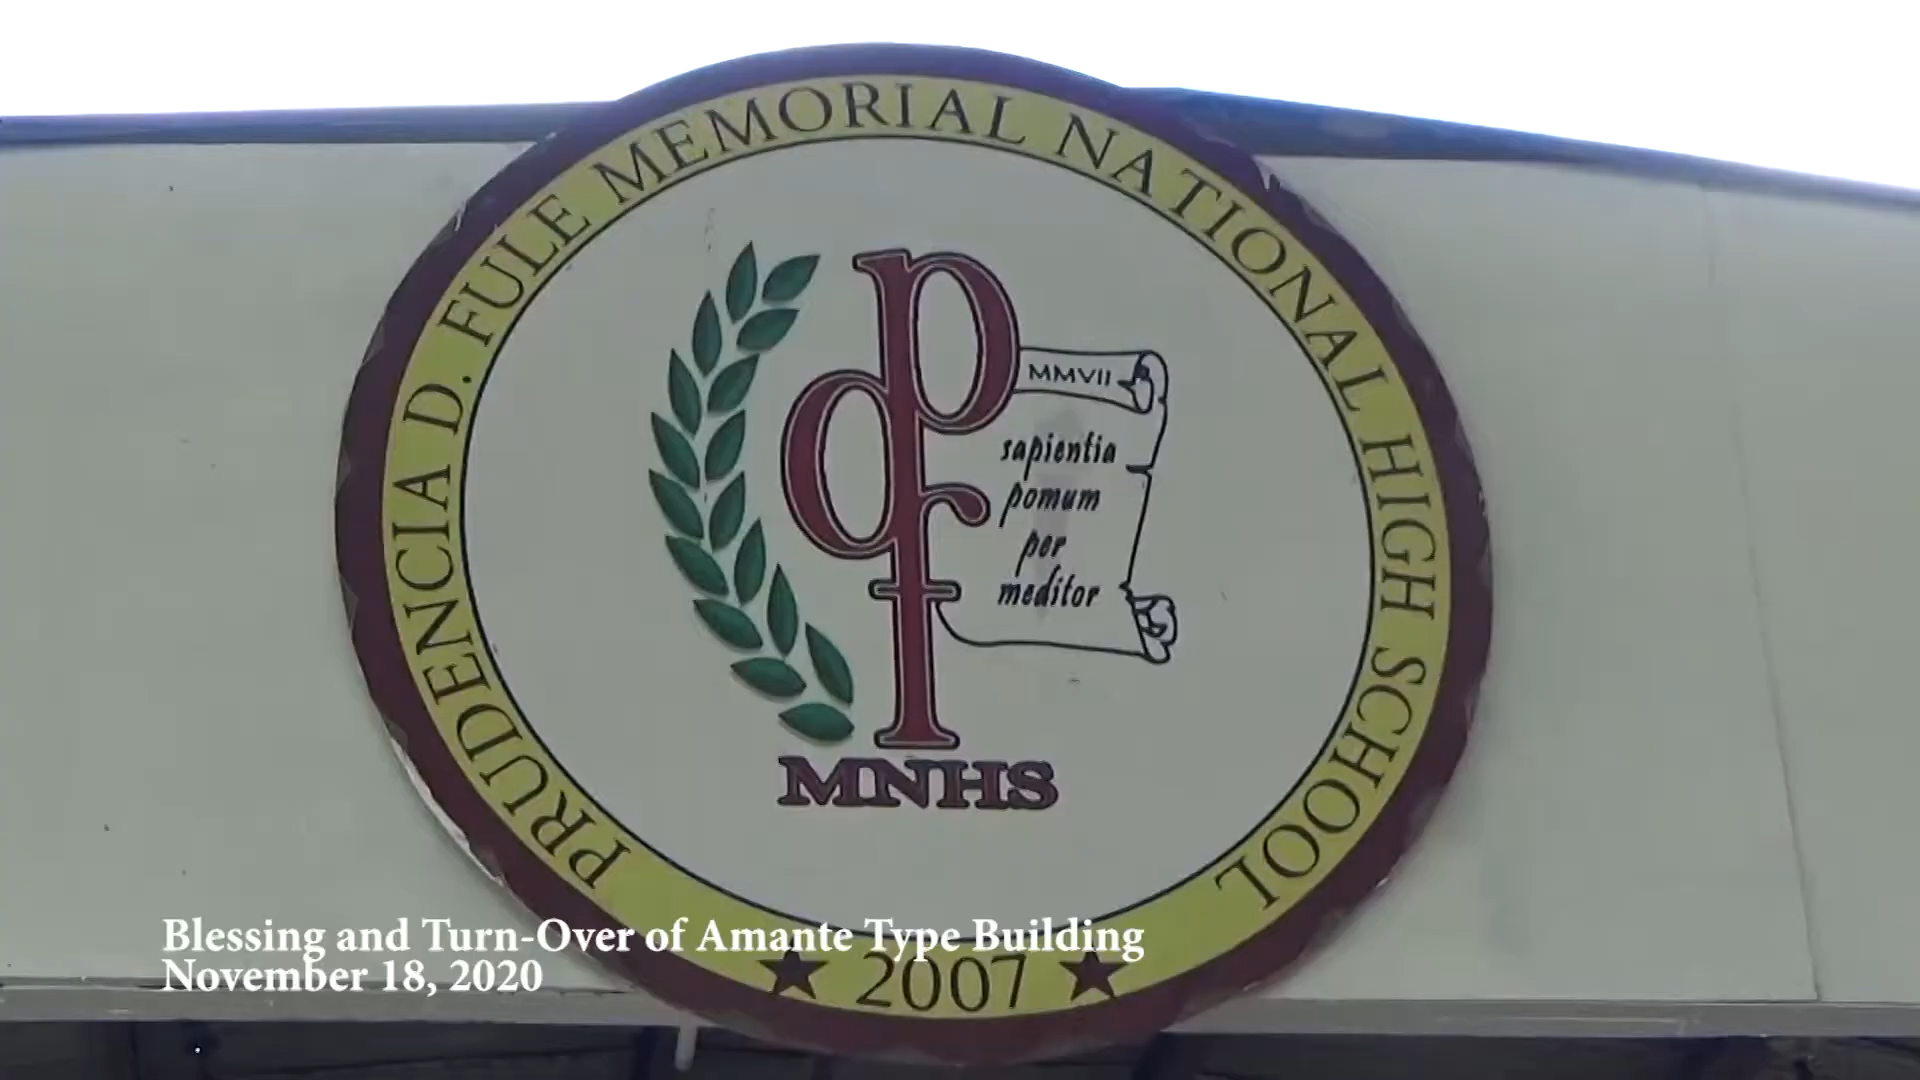 PRUDENCIA D. FULE MEMORIAL NATIONAL HIGH SCHOOL
MMVII
sapientia
pomum
per
meditor
pdf
MNHS
★ 2007 ★
Blessing and Turn-Over of Amante Type Building
November 18, 2020